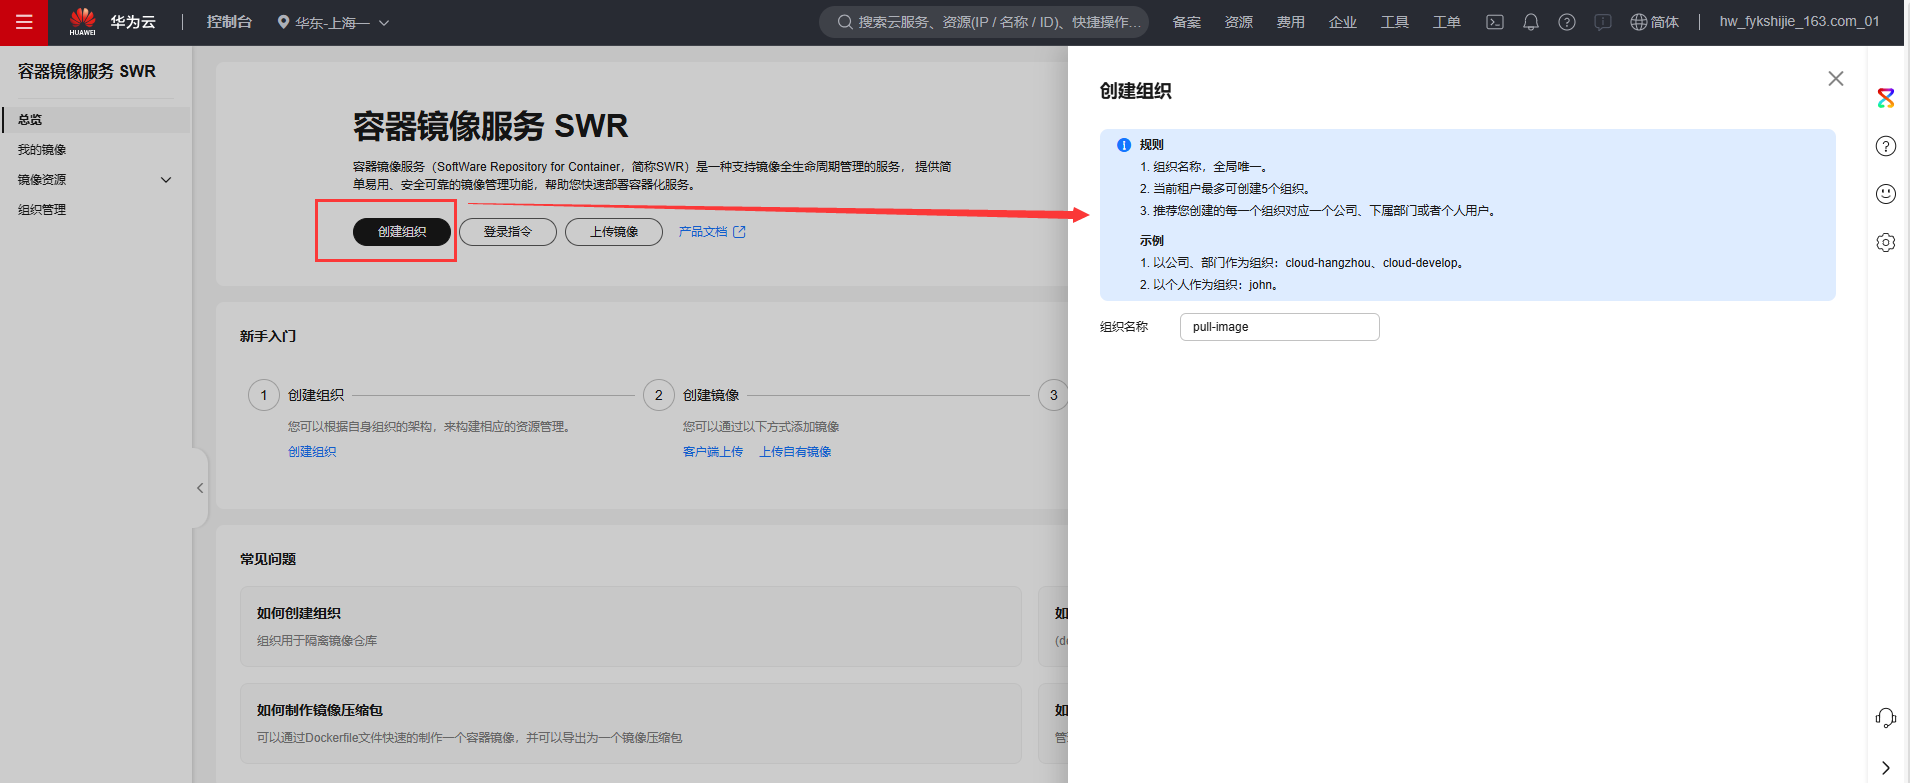 HUAWEI
华为云
控制台
华东-上海一
搜索云服务、资源(IP / 名称 / ID)、快捷操作...
备案
资源
费用
企业
工具
工单
简体
hw_fykshijie_163.com_01
容器镜像服务 SWR
总览
我的镜像
镜像资源
组织管理
容器镜像服务 SWR
容器镜像服务（SoftWare Repository for Container，简称SWR）是一种支持镜像全生命周期管理的服务， 提供简
单易用、安全可靠的镜像管理功能，帮助您快速部署容器化服务。
创建组织
登录指令
上传镜像
产品文档
新手入门
1
创建组织
您可以根据自身组织的架构，来构建相应的资源管理。
创建组织
2
创建镜像
您可以通过以下方式添加镜像
客户端上传
上传自有镜像
3
常见问题
如何创建组织
组织用于隔离镜像仓库
如
如何制作镜像压缩包
可以通过Dockerfile文件快速的制作一个容器镜像，并可以导出为一个镜像压缩包
如
管
创建组织
规则
1. 组织名称，全局唯一。
2. 当前租户最多可创建5个组织。
3. 推荐您创建的每一个组织对应一个公司、下属部门或者个人用户。
示例
1. 以公司、部门作为组织：cloud-hangzhou、cloud-develop。
2. 以个人作为组织：john。
组织名称
pull-image